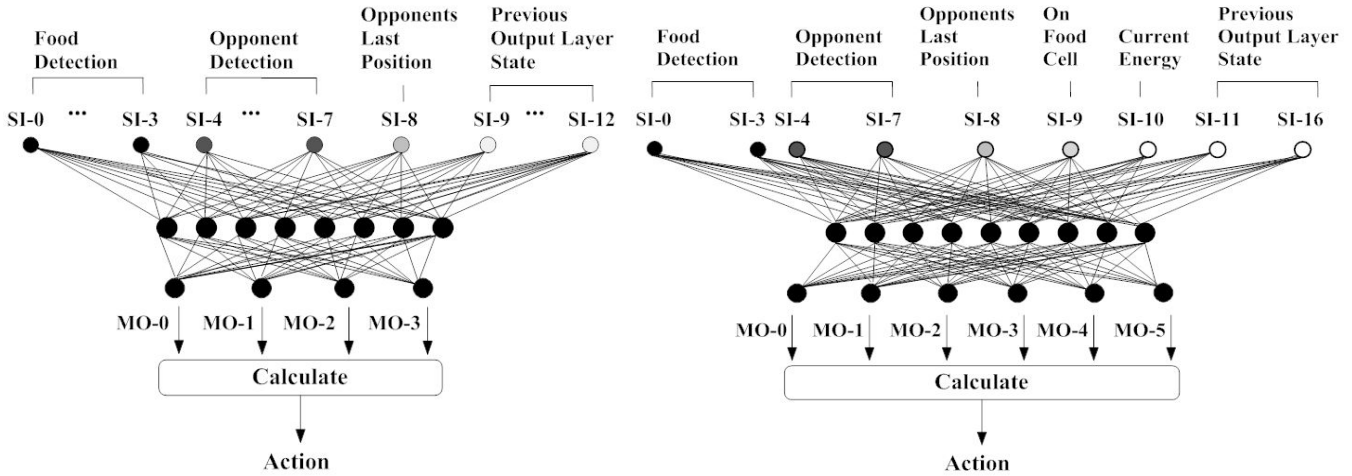 Food
Detection
Opponent
Detection
Opponents
Last
Position
Previous
Output Layer
State
SI-0 ... SI-3 SI-4 ... SI-7 SI-8 SI-9 ... SI-12
MO-0 MO-1 MO-2 MO-3
Calculate
Action
Food
Detection
Opponent
Detection
Opponents
Last
Position
On
Food
Cell
Current
Energy
Previous
Output Layer
State
SI-0 SI-3 SI-4 SI-7 SI-8 SI-9 SI-10 SI-11 SI-16
MO-0 MO-1 MO-2 MO-3 MO-4 MO-5
Calculate
Action